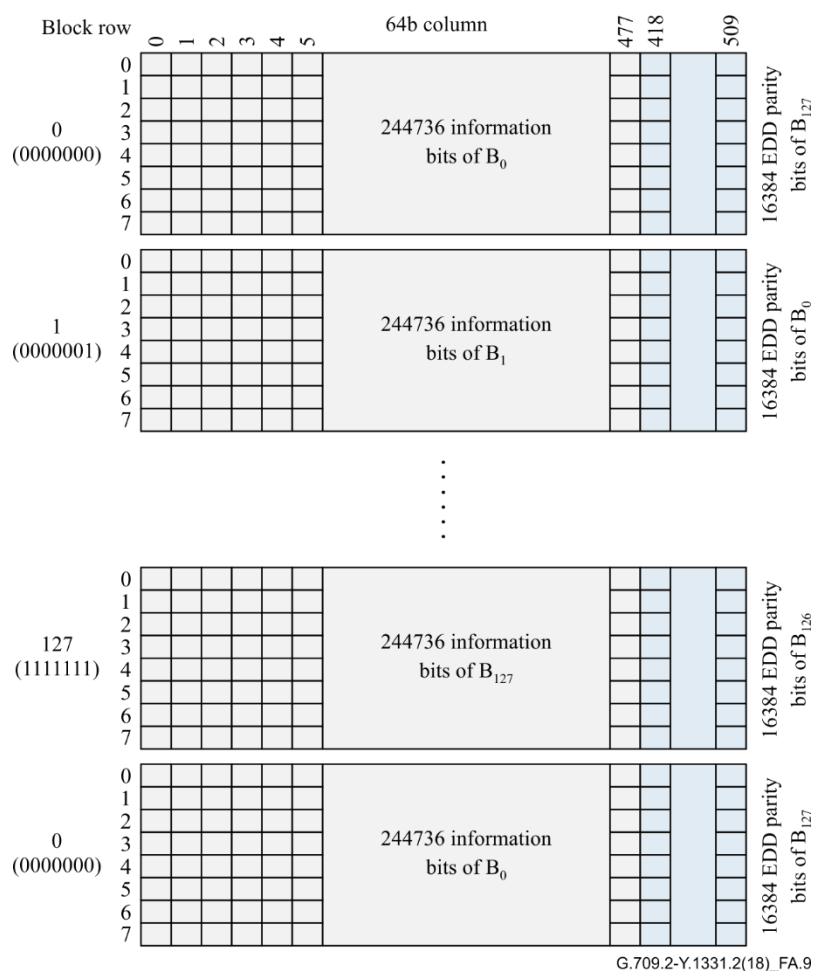 Block row 64b column
0 1 2 3 4 5 477 418 509
0
1
2
3
4
5
6
7
0
(0000000)
244736 information
bits of B0
16384 EDD parity
bits of B127
0
1
2
3
4
5
6
7
1
(0000001)
244736 information
bits of B1
16384 EDD parity
bits of B0
0
1
2
3
4
5
6
7
127
(1111111)
244736 information
bits of B127
16384 EDD parity
bits of B126
0
1
2
3
4
5
6
7
0
(0000000)
244736 information
bits of B0
16384 EDD parity
bits of B127
G.709.2-Y.1331.2(18)_FA.9